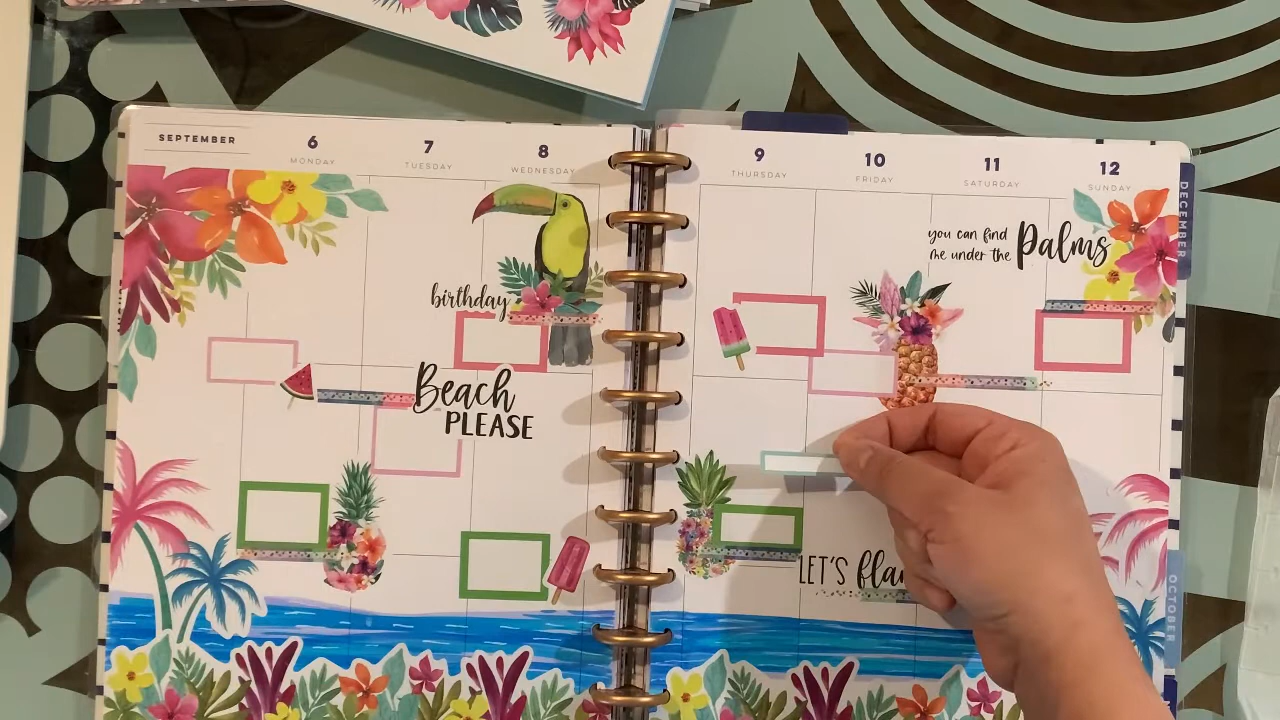 SEPTEMBER
6
MONDAY
7
TUESDAY
8
WEDNESDAY
9
THURSDAY
10
FRIDAY
11
SATURDAY
12
SUNDAY
DECEMBER
you can find
me under the Palms
birthday
Beach
PLEASE
LET'S
OCTOBER